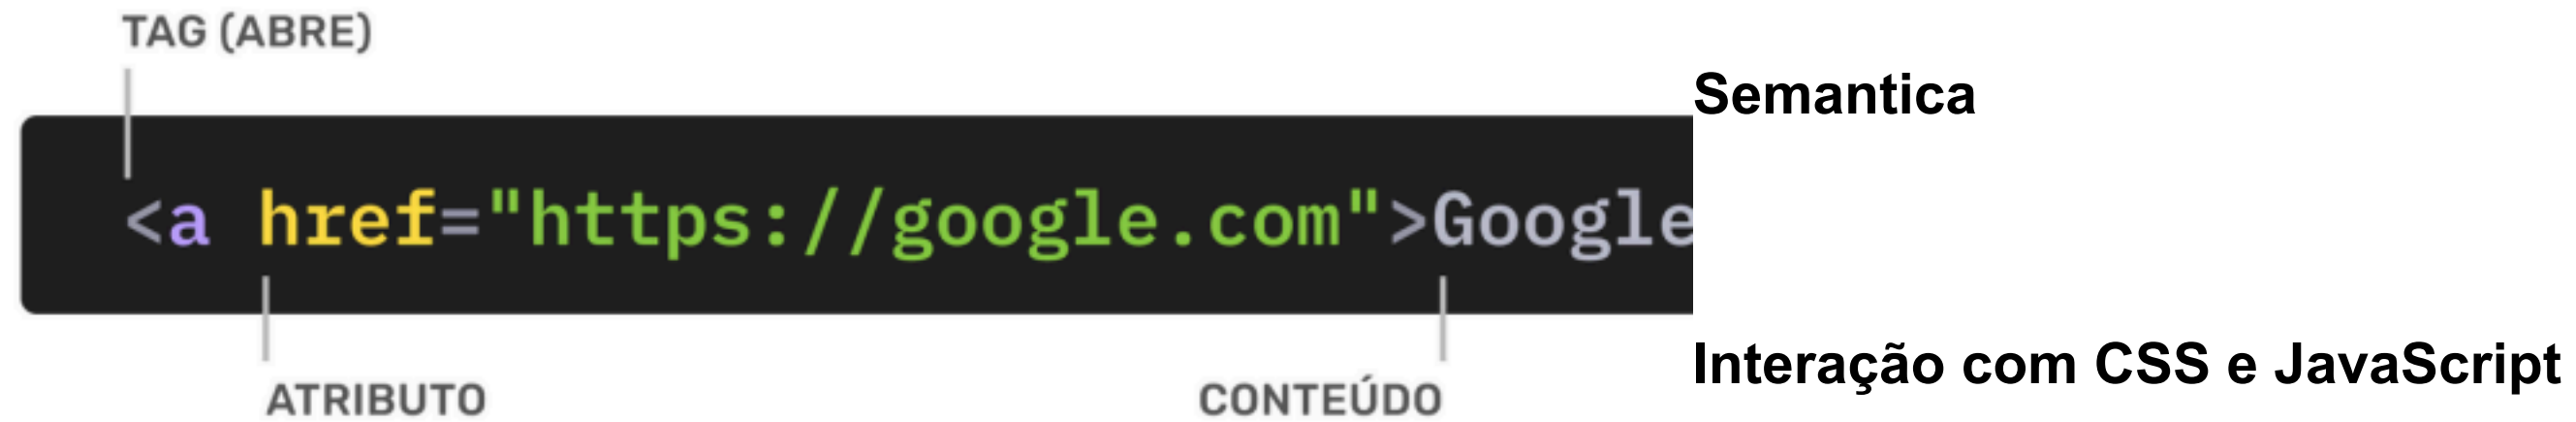 TAG (ABRE)
<a href="https://google.com">Google
ATRIBUTO
CONTEÚDO
Semantica
Interação com CSS e JavaScript